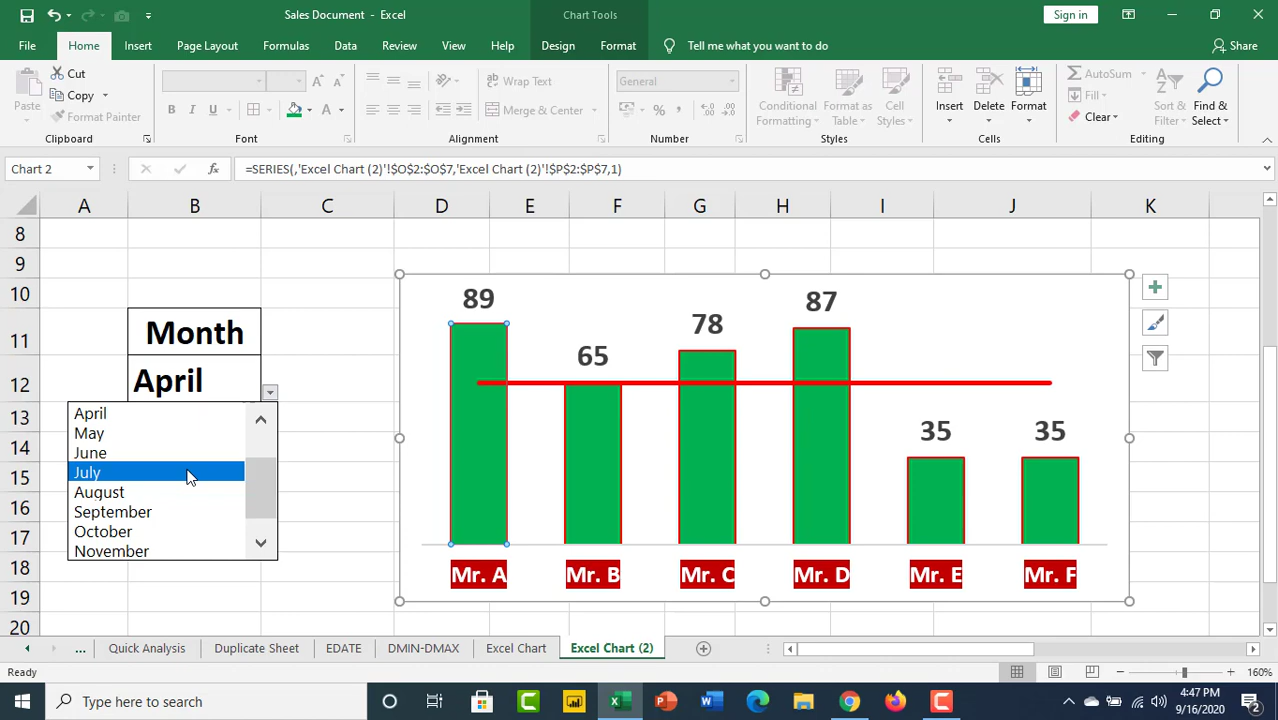 Sales Document - Excel
Chart Tools
Sign in
File
Home
Insert
Page Layout
Formulas
Data
Review
View
Help
Design
Format
Tell me what you want to do
Share
Paste
Cut
Copy
Format Painter
Clipboard
B I U
Font
Wrap Text
Merge & Center
Alignment
General
%
Number
Conditional Formatting
Format as Table
Cell Styles
Styles
Insert
Delete
Format
Cells
AutoSum
Fill
Clear
Sort & Filter
Find & Select
Editing
Chart 2
fx
=SERIES(,'Excel Chart (2)'!$O$2:$O$7,'Excel Chart (2)'!$P$2:$P$7,1)
A B C D E F G H I J K
8
9
10
11
12
13
14
15
16
17
18
19
20
Month
April
April
May
June
July
August
September
October
November
89
65
78
87
35
35
Mr. A
Mr. B
Mr. C
Mr. D
Mr. E
Mr. F
...
Quick Analysis
Duplicate Sheet
EDATE
DMIN-DMAX
Excel Chart
Excel Chart (2)
Ready
160%
Type here to search
4:47 PM
9/16/2020
2